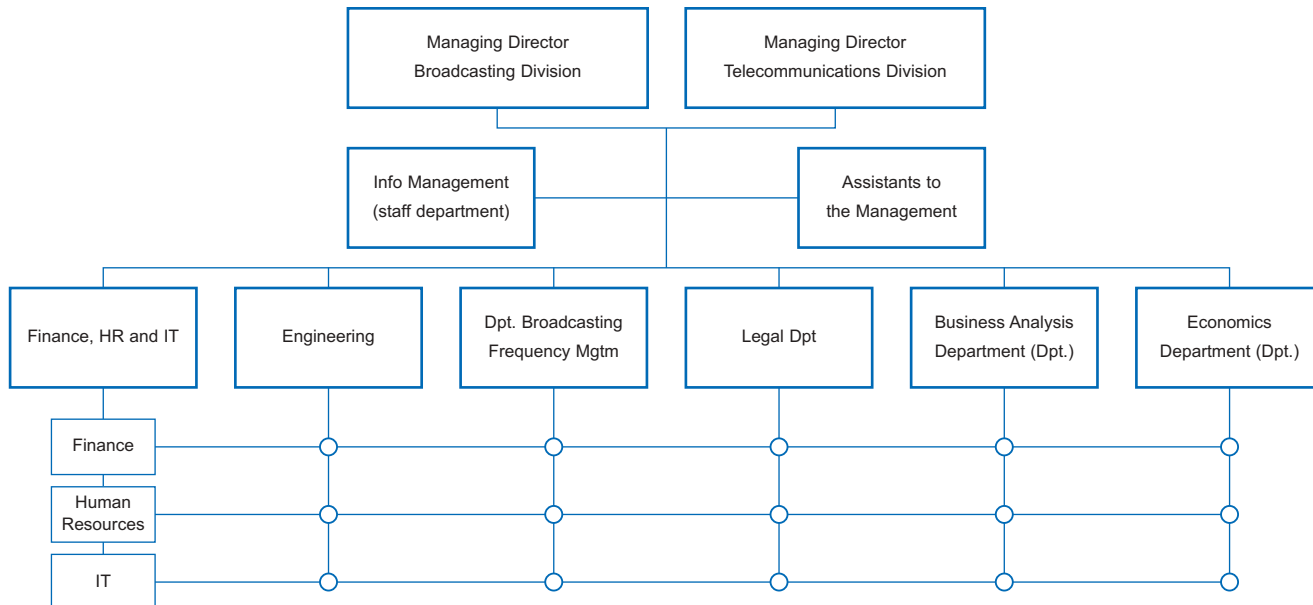 Managing Director
Broadcasting Division
Managing Director
Telecommunications Division
Info Management
(staff department)
Assistants to
the Management
Finance, HR and IT
Engineering
Dpt. Broadcasting
Frequency Mgtm
Legal Dpt
Business Analysis
Department (Dpt.)
Economics
Department (Dpt.)
Finance
Human
Resources
IT